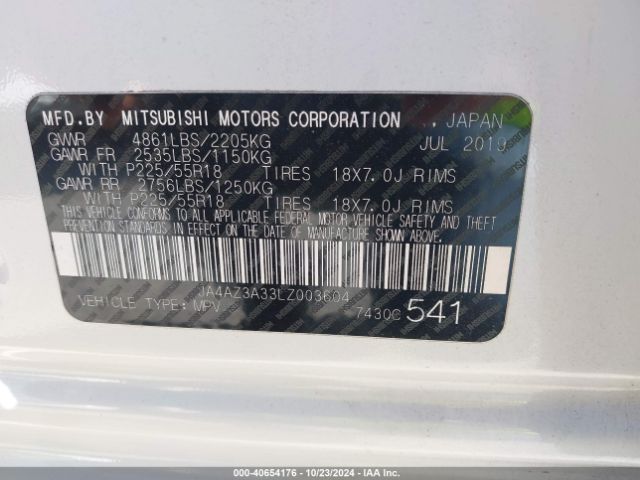 MFD.BY MITSUBISHI MOTORS CORPORATION JAPAN
GVWR 4861LBS/2205KG JUL 2019
GAWR FR 2535LBS/1150KG
WITH P225/55R18 TIRES 18X7.0J RIMS
GAWR RR 2756LBS/1250KG
WITH P225/55R18 TIRES 18X7.0J RIMS
THIS VEHICLE CONFORMS TO ALL APPLICABLE FEDERAL MOTOR VEHICLE SAFETY AND THEFT
PREVENTION STANDARDS IN EFFECT ON THE DATE OF MANUFACTURE SHOWN ABOVE.
JA4AZ3A33LZ003604
VEHICLE TYPE: MPV 7430C 541
000-40654176 - 10/23/2024 - IAA Holdings, LLC.